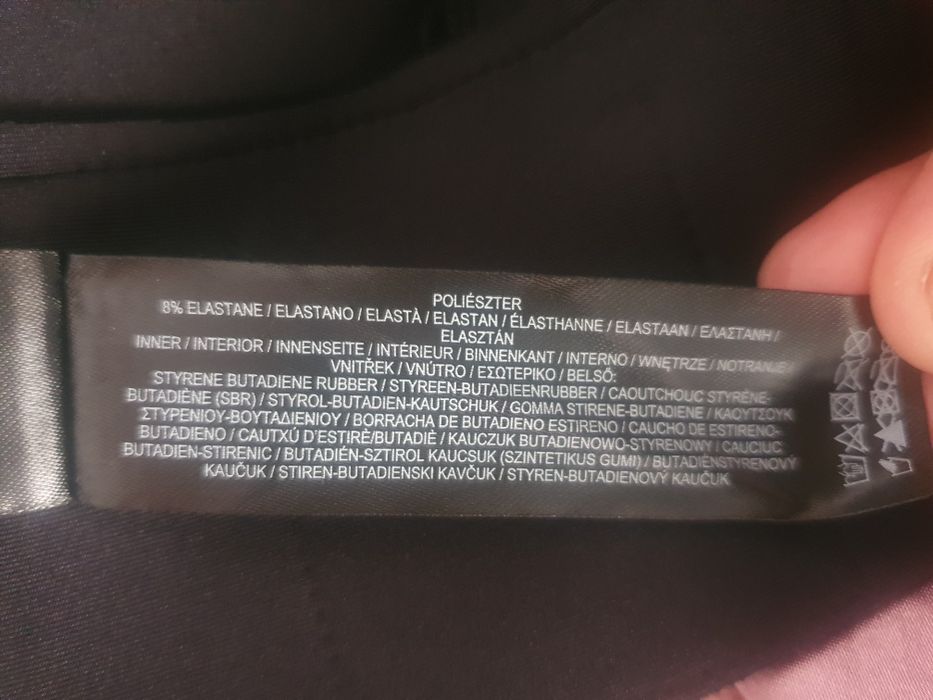 POLIÉSZTER
8% ELASTANE / ELASTANO / ELASTÀ / ELASTAN / ÉLASTHANNE / ELASTAAN / ΕΛΑΣΤΑΝΗ /
ELASZTÁN
INNER / INTERIOR / INNENSEITE / INTÉRIEUR / BINNENKANT / INTERNO / WNĘTRZE / NOTRANJE /
VNITŘEK / VNÚTRO / ΕΣΩΤΕΡΙΚΟ / BELSŐ:
STYRENE BUTADIENE RUBBER / STYREEN-BUTADIEENRUBBER / CAOUTCHOUC STYRÈNE-
BUTADIÈNE (SBR) / STYROL-BUTADIEN-KAUTSCHUK / GOMMA STIRENE-BUTADIENE / ΚΑΟΥΤΣΟΥΚ
ΣΤΥΡΕΝΙΟΥ-ΒΟΥΤΑΔΙΕΝΙΟΥ / BORRACHA DE BUTADIENO ESTIRENO / CAUCHO DE ESTIRENO-
BUTADIENO / CAUTXÚ D'ESTIRÈ/BUTADIÈ / KAUCZUK BUTADIENOWO-STYRENOWY / CAUCIUC
BUTADIEN-STIRENIC / BUTADIÉN-SZTIROL KAUCSUK (SZINTETIKUS GUMI) / BUTADIÉNSTYRENOVÝ
KAUČUK / STIREN-BUTADIENSKI KAVČUK / STYREN-BUTADIENOVÝ KAUČUK